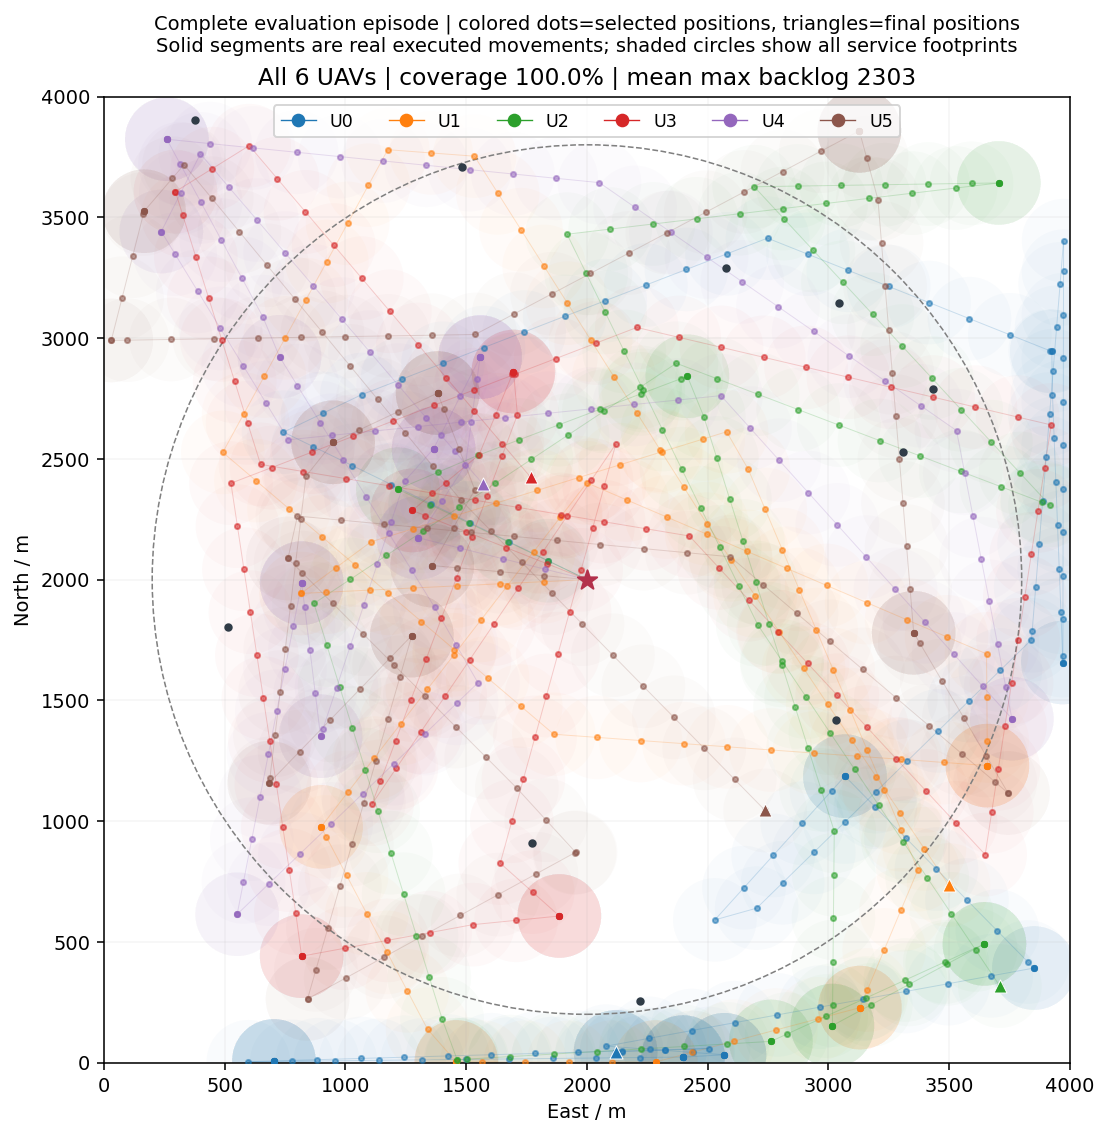 Complete evaluation episode | colored dots=selected positions, triangles=final positions
Solid segments are real executed movements; shaded circles show all service footprints
All 6 UAVs | coverage 100.0% | mean max backlog 2303
U0 U1 U2 U3 U4 U5
4000
3500
3000
2500
2000
1500
1000
500
0
North / m
0 500 1000 1500 2000 2500 3000 3500 4000
East / m